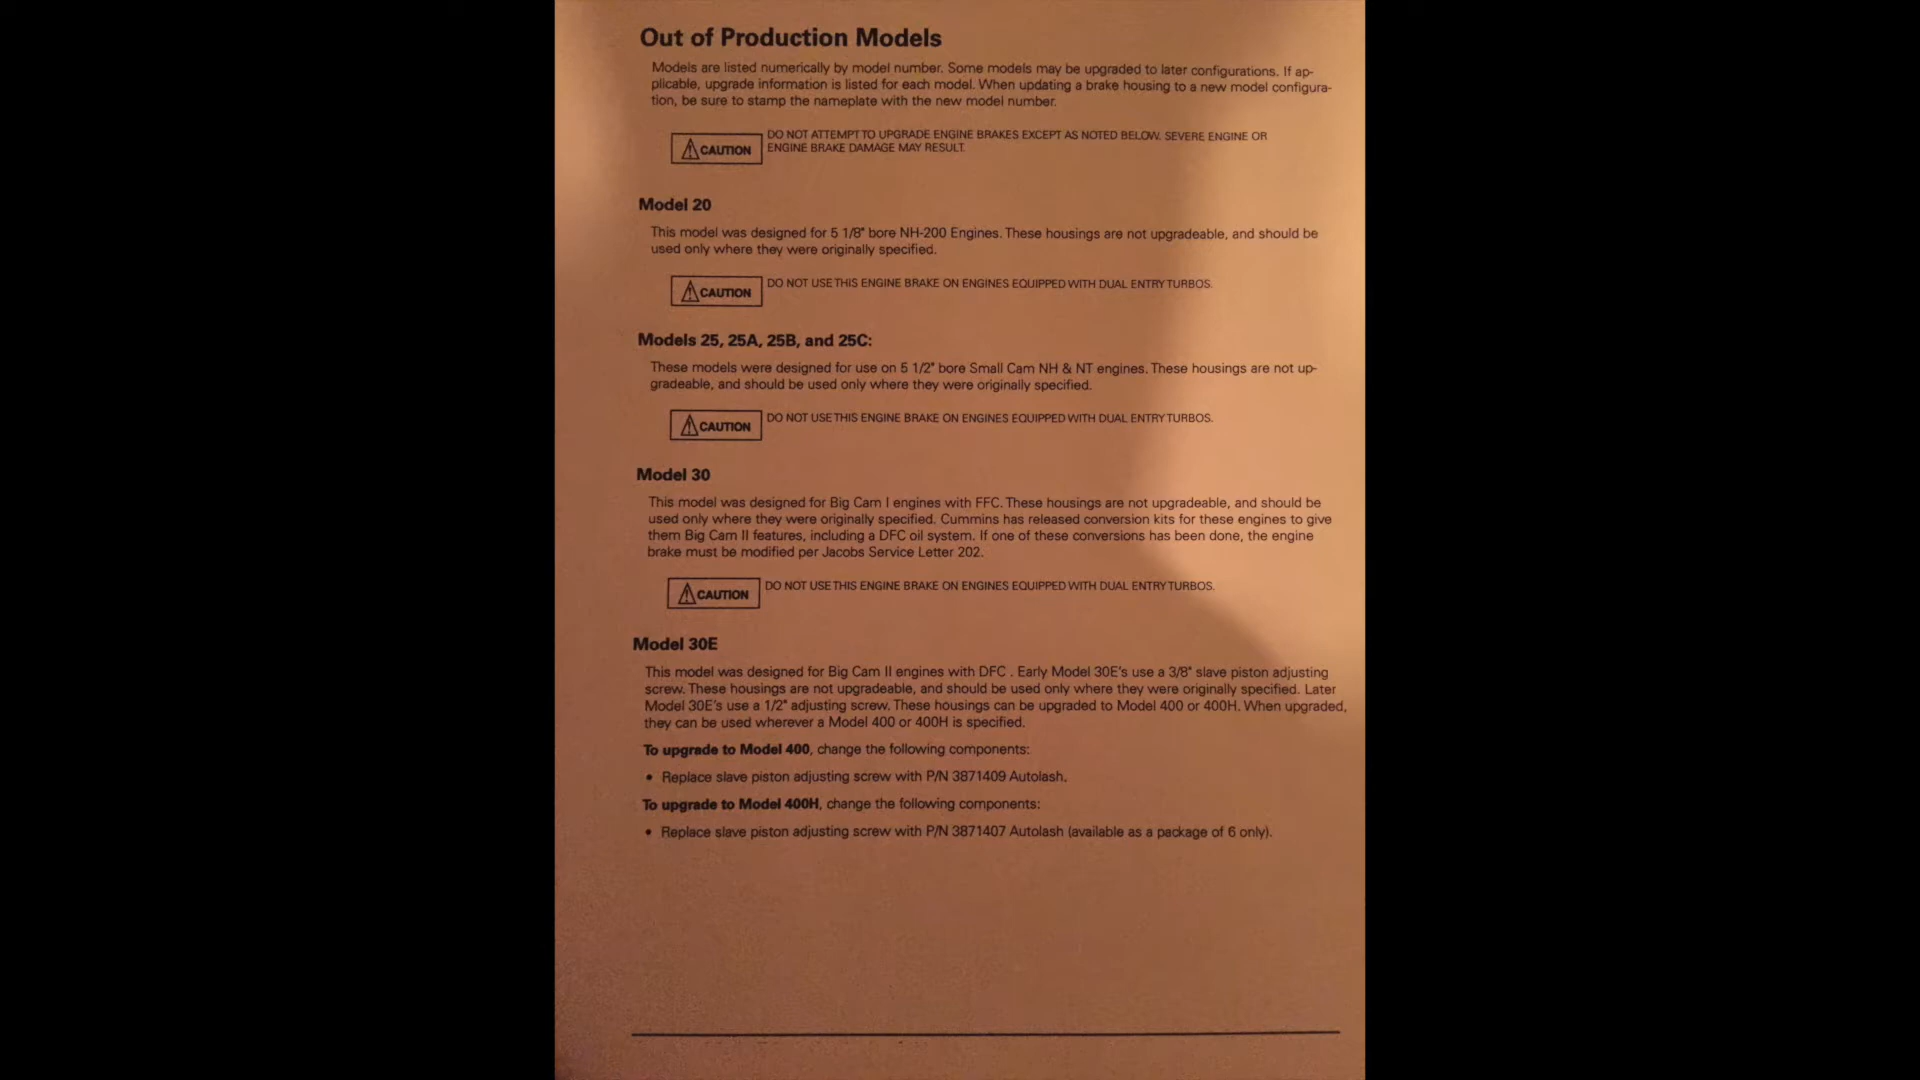 Out of Production Models
Models are listed numerically by model number. Some models may be upgraded to later configurations. If ap-
plicable, upgrade information is listed for each model. When updating a brake housing to a new model configura-
tion, be sure to stamp the nameplate with the new model number.
CAUTION DO NOT ATTEMPT TO UPGRADE ENGINE BRAKES EXCEPT AS NOTED BELOW. SEVERE ENGINE OR
ENGINE BRAKE DAMAGE MAY RESULT.
Model 20
This model was designed for 5 1/8" bore NH-200 Engines. These housings are not upgradeable, and should be
used only where they were originally specified.
CAUTION DO NOT USE THIS ENGINE BRAKE ON ENGINES EQUIPPED WITH DUAL ENTRY TURBOS.
Models 25, 25A, 25B, and 25C:
These models were designed for use on 5 1/2" bore Small Cam NH & NT engines. These housings are not up-
gradeable, and should be used only where they were originally specified.
CAUTION DO NOT USE THIS ENGINE BRAKE ON ENGINES EQUIPPED WITH DUAL ENTRY TURBOS.
Model 30
This model was designed for Big Cam I engines with FFC. These housings are not upgradeable, and should be
used only where they were originally specified. Cummins has released conversion kits for these engines to give
them Big Cam II features, including a DFC oil system. If one of these conversions has been done, the engine
brake must be modified per Jacobs Service Letter 202.
CAUTION DO NOT USE THIS ENGINE BRAKE ON ENGINES EQUIPPED WITH DUAL ENTRY TURBOS.
Model 30E
This model was designed for Big Cam II engines with DFC . Early Model 30E's use a 3/8" slave piston adjusting
screw. These housings are not upgradeable, and should be used only where they were originally specified. Later
Model 30E's use a 1/2" adjusting screw. These housings can be upgraded to Model 400 or 400H. When upgraded,
they can be used wherever a Model 400 or 400H is specified.
To upgrade to Model 400, change the following components:
• Replace slave piston adjusting screw with P/N 3871409 Autolash.
To upgrade to Model 400H, change the following components:
• Replace slave piston adjusting screw with P/N 3871407 Autolash (available as a package of 6 only).